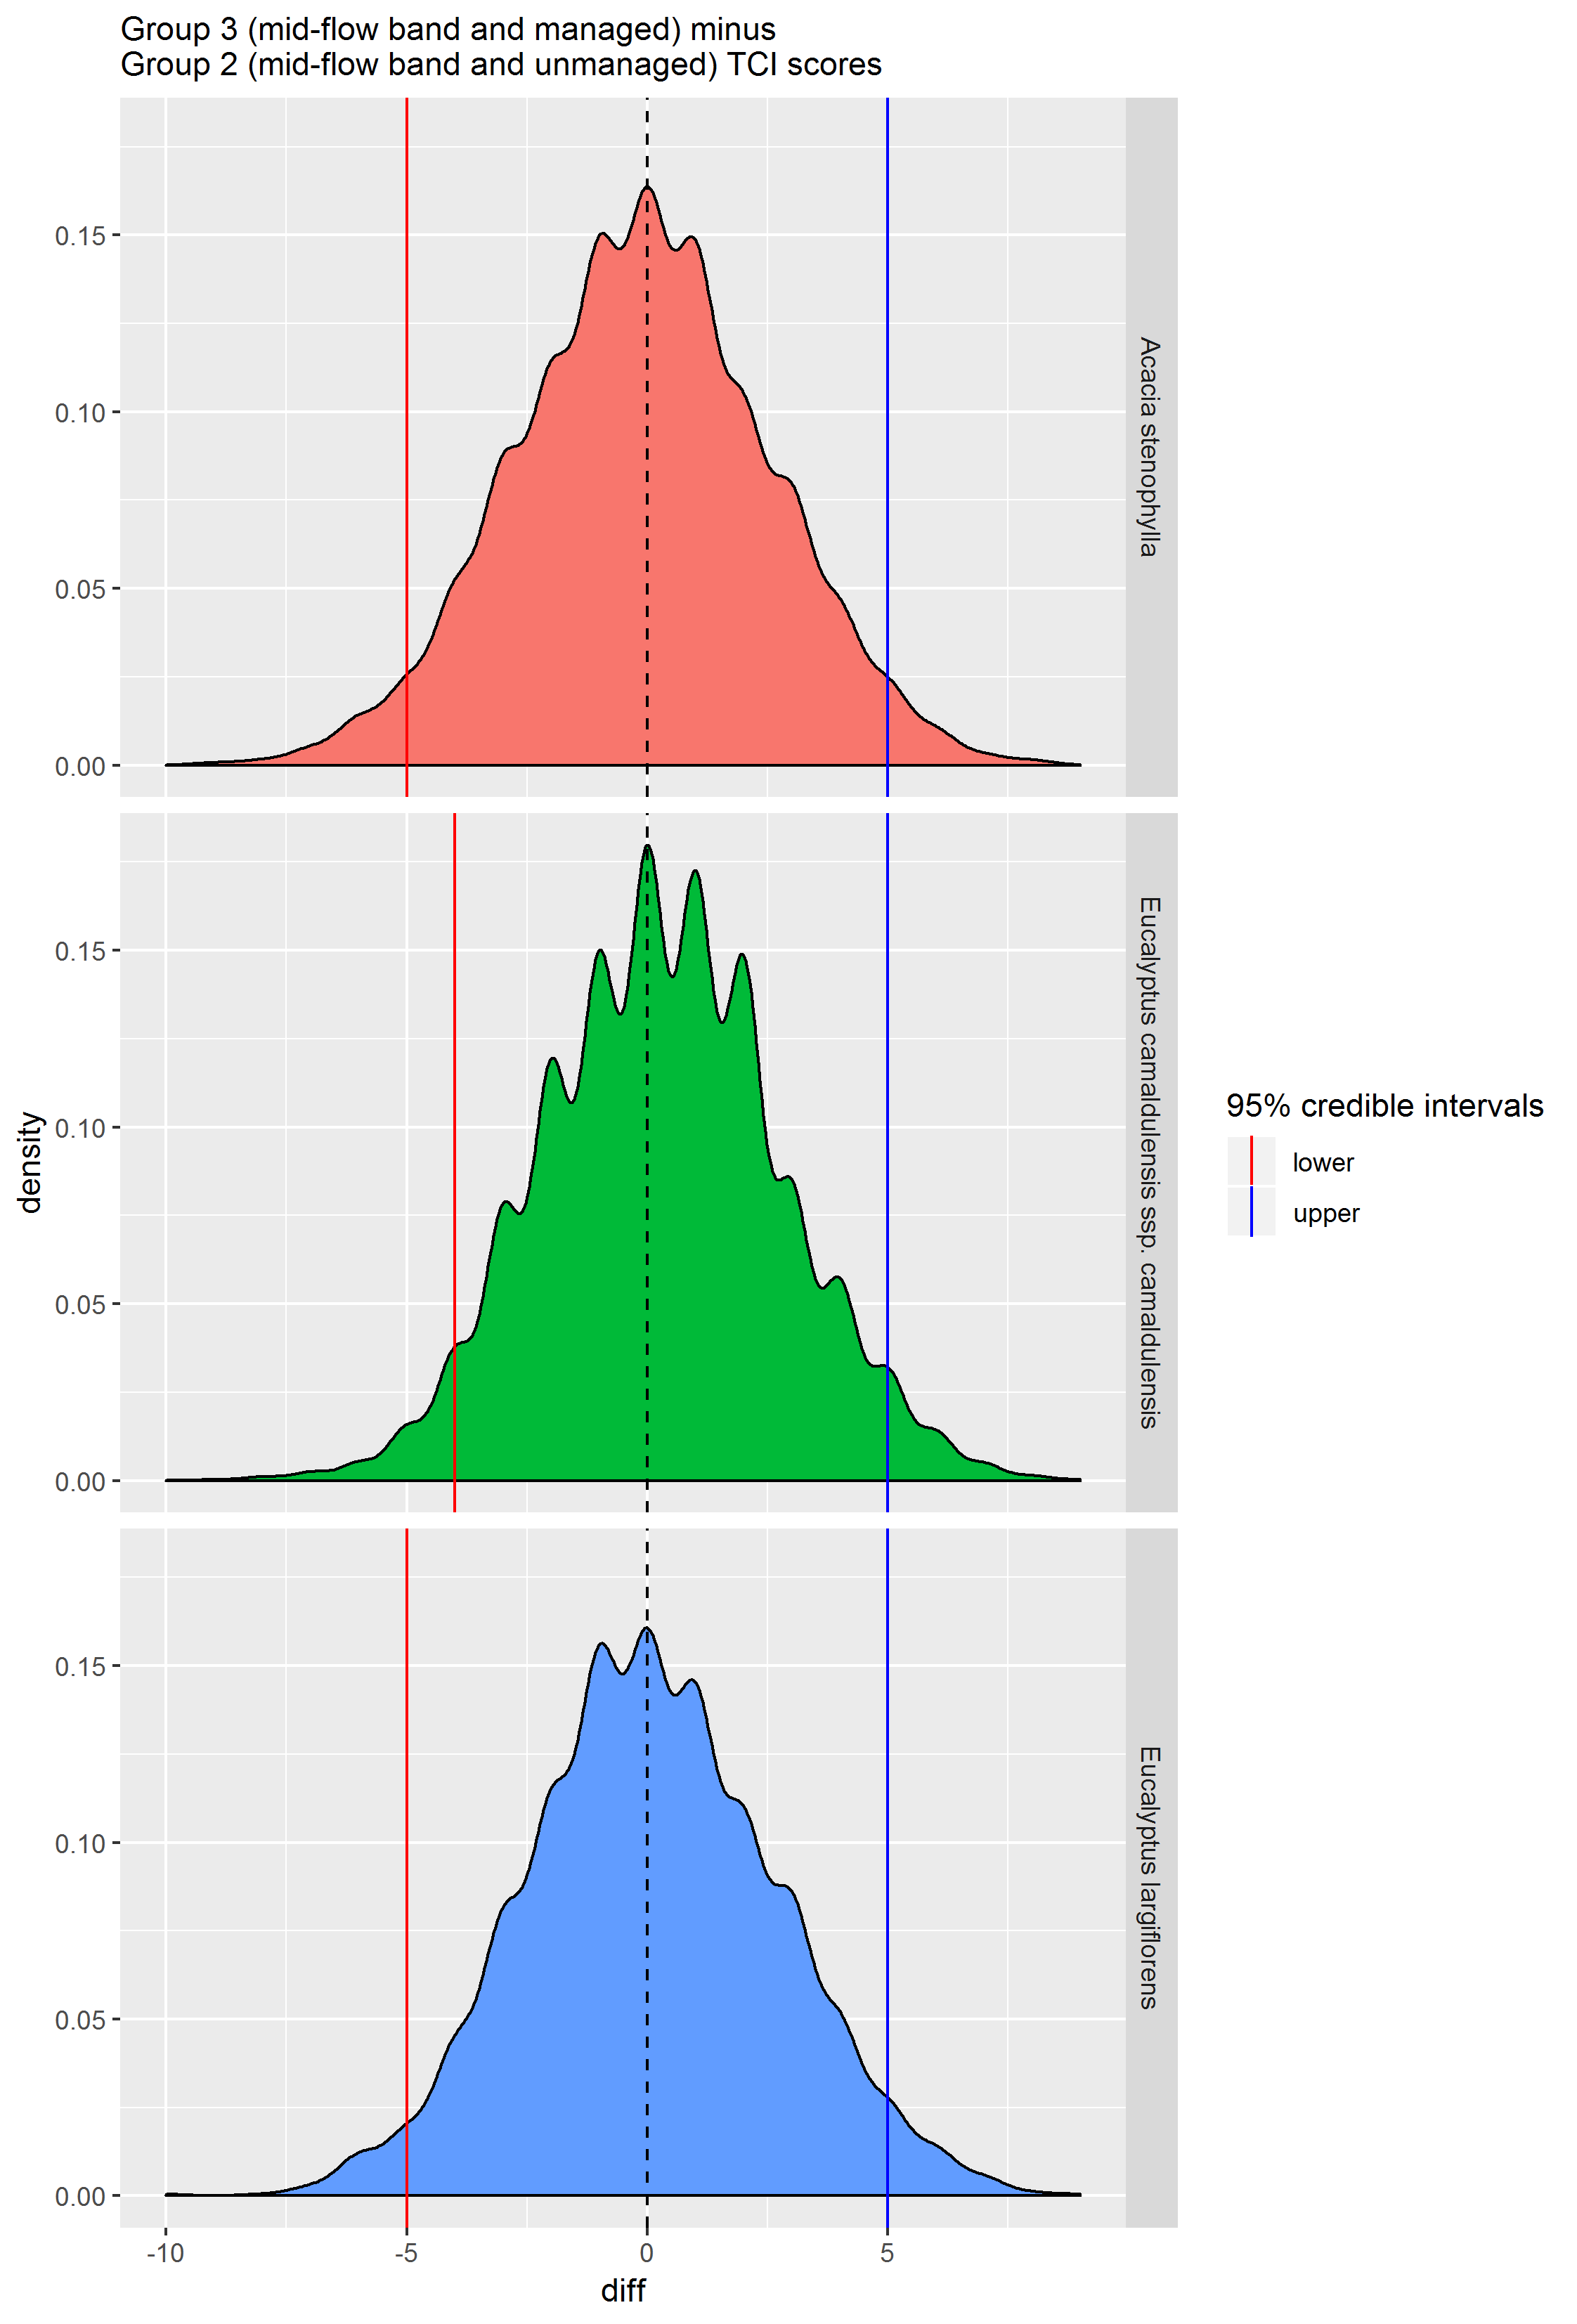 Group 3 (mid-flow band and managed) minus
Group 2 (mid-flow band and unmanaged) TCI scores
0.15
0.10
0.05
0.00
Acacia stenophylla
0.15
0.10
0.05
0.00
Eucalyptus camaldulensis ssp. camaldulensis
0.15
0.10
0.05
0.00
Eucalyptus largiflorens
density
-10
-5
0
5
diff
95% credible intervals
lower
upper